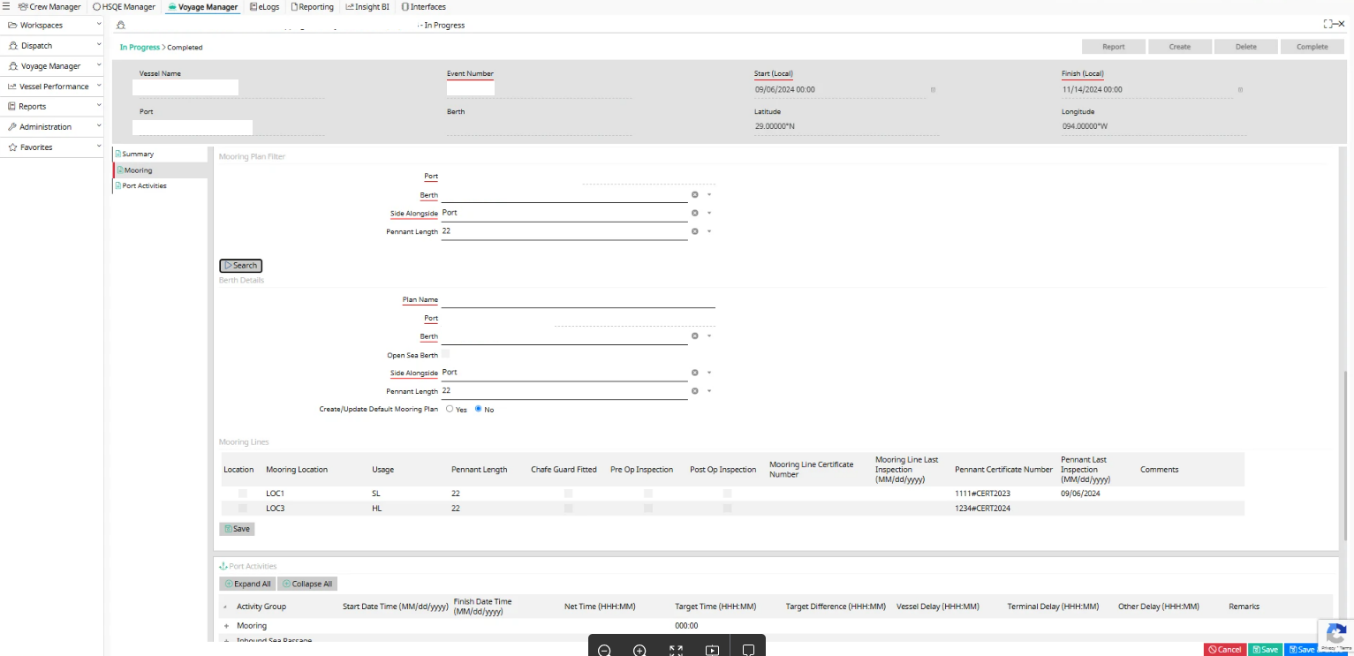 Crew Manager HSQE Manager Voyage Manager eLogs Reporting Insight BI Interfaces
Workspaces
Dispatch
Voyage Manager
Vessel Performance
Reports
Administration
Favorites
In Progress
In Progress > Completed
Report Create Delete Complete
Vessel Name Event Number Start (Local) Finish (Local)
09/06/2024 00:00 11/14/2024 00:00
Port Berth Latitude Longitude
29.00000°N 094.00000°W
Summary
Mooring
Port Activities
Mooring Plan Filter
Port
Berth
Side Alongside Port
Pennant Length 22
Search
Berth Details
Plan Name
Port
Berth
Open Sea Berth
Side Alongside Port
Pennant Length 22
Create/Update Default Mooring Plan Yes No
Mooring Lines
Location Mooring Location Usage Pennant Length Chafe Guard Fitted Pre Op Inspection Post Op Inspection Mooring Line Certificate Number Mooring Line Last Inspection (MM/dd/yyyy) Pennant Certificate Number Pennant Last Inspection (MM/dd/yyyy) Comments
LOC1 SL 22 1111#CERT2023 09/06/2024
LOC3 HL 22 1234#CERT2024
Save
Port Activities
Expand All Collapse All
Activity Group Start Date Time (MM/dd/yyyy) Finish Date Time (MM/dd/yyyy) Net Time (HHH:MM) Target Time (HHH:MM) Target Difference (HHH:MM) Vessel Delay (HHH:MM) Terminal Delay (HHH:MM) Other Delay (HHH:MM) Remarks
+ Mooring 000:00
+ Inbound Sea Passage
Cancel Save Save
Privacy - Terms